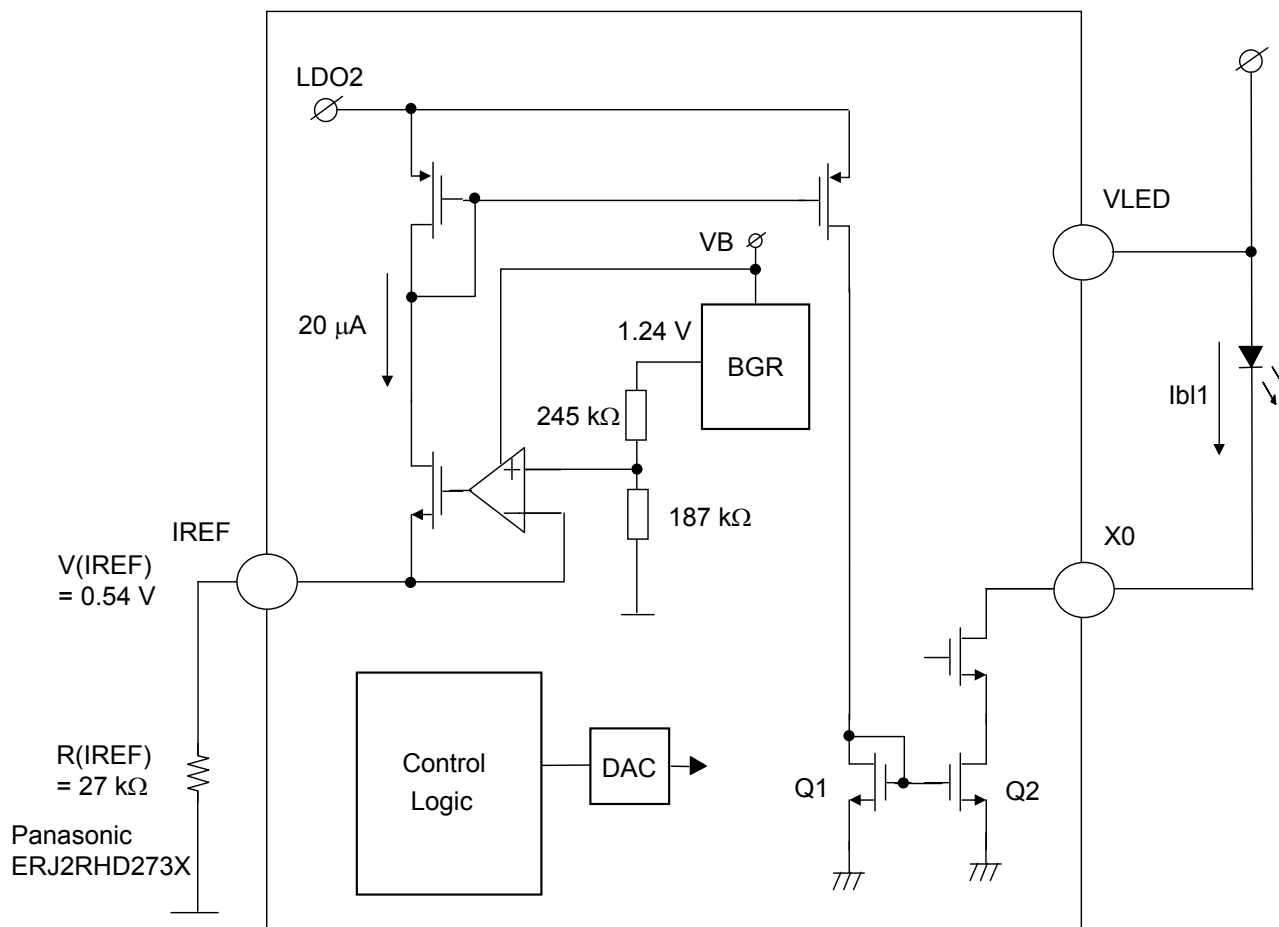 LDO2
VLED
VB
20 μA
1.24 V
BGR
245 kΩ
Ibl1
+
−
187 kΩ
IREF
X0
V(IREF)
= 0.54 V
R(IREF)
= 27 kΩ
Panasonic
ERJ2RHD273X
Control
Logic
DAC
Q1
Q2